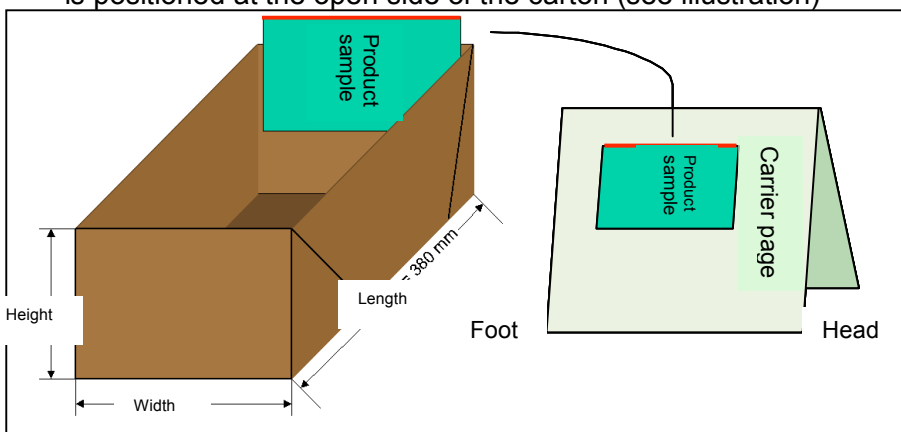 is positioned at the open side of the carton (see illustration)
Product
sample
Product
sample
Carrier page
= 380 mm
Length
Height
Width
Foot
Head